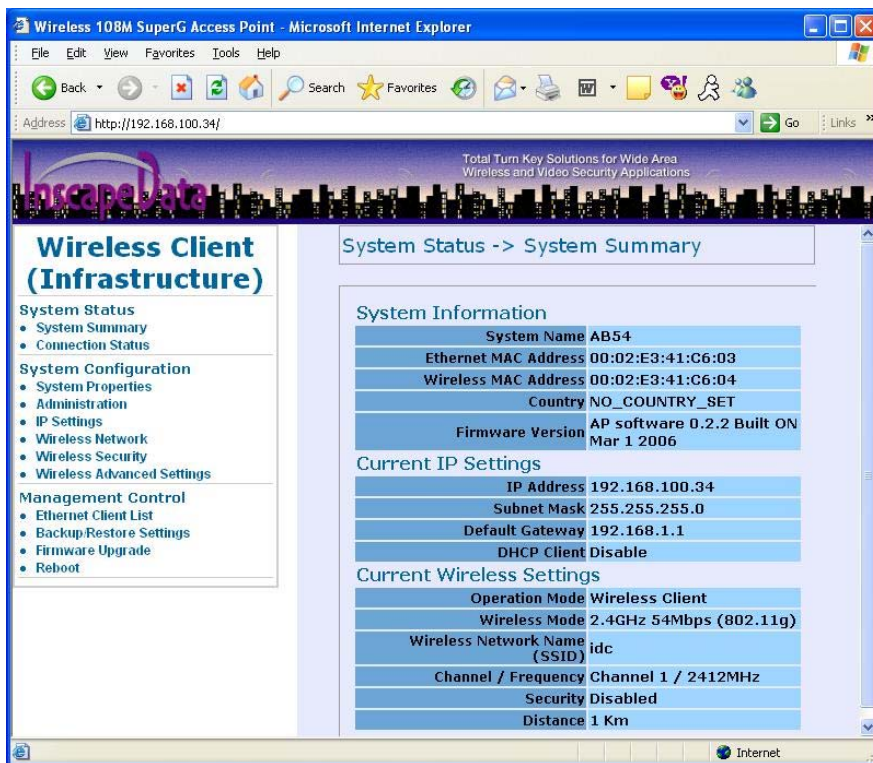 Wireless 108M SuperG Access Point - Microsoft Internet Explorer
File Edit View Favorites Tools Help
Back Search Favorites
Address http://192.168.100.34/ Go Links »
InscapeData
Total Turn Key Solutions for Wide Area
Wireless and Video Security Applications
Wireless Client
(Infrastructure)
System Status
• System Summary
• Connection Status
System Configuration
• System Properties
• Administration
• IP Settings
• Wireless Network
• Wireless Security
• Wireless Advanced Settings
Management Control
• Ethernet Client List
• Backup/Restore Settings
• Firmware Upgrade
• Reboot
System Status -> System Summary
System Information
System Name AB54
Ethernet MAC Address 00:02:E3:41:C6:03
Wireless MAC Address 00:02:E3:41:C6:04
Country NO_COUNTRY_SET
Firmware Version AP software 0.2.2 Built ON
Mar 1 2006
Current IP Settings
IP Address 192.168.100.34
Subnet Mask 255.255.255.0
Default Gateway 192.168.1.1
DHCP Client Disable
Current Wireless Settings
Operation Mode Wireless Client
Wireless Mode 2.4GHz 54Mbps (802.11g)
Wireless Network Name
(SSID) idc
Channel / Frequency Channel 1 / 2412MHz
Security Disabled
Distance 1 Km
Internet